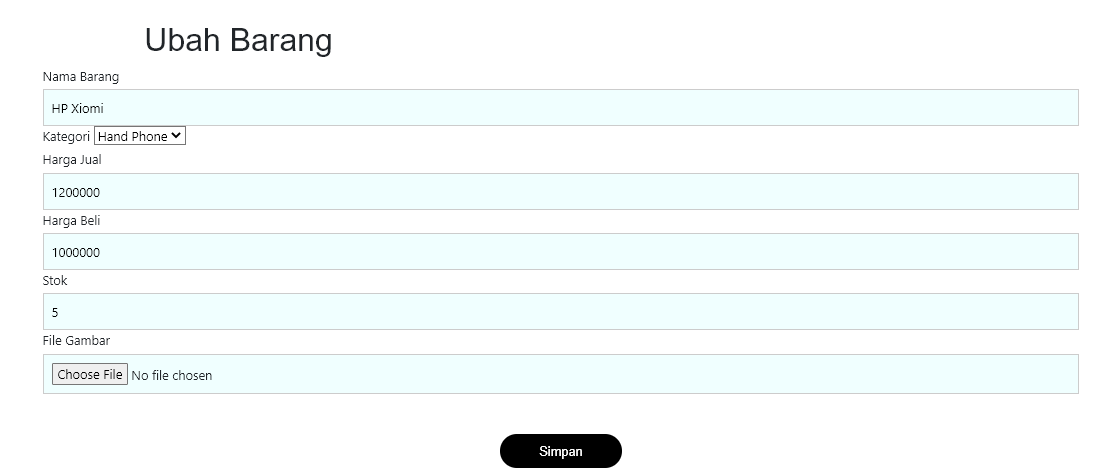 Ubah Barang
Nama Barang
HP Xiomi
Kategori Hand Phone
Harga Jual
1200000
Harga Beli
1000000
Stok
5
File Gambar
Choose File No file chosen
Simpan